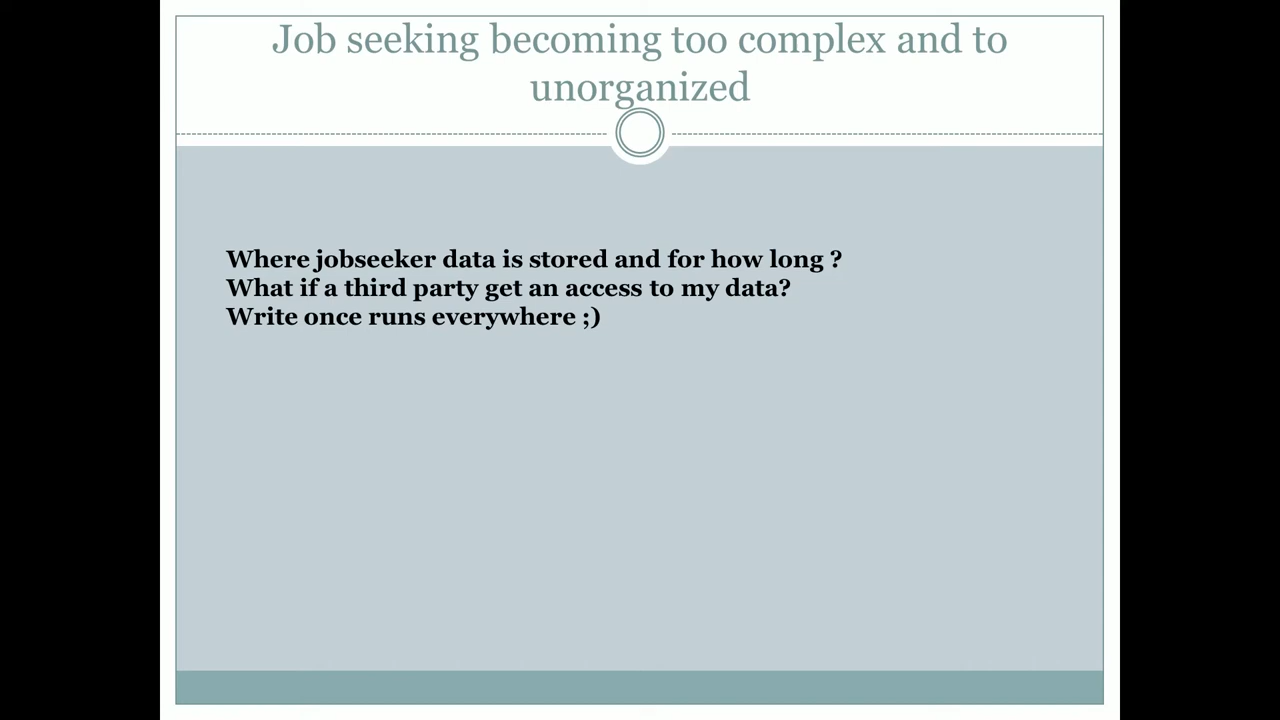 Job seeking becoming too complex and to
unorganized
Where jobseeker data is stored and for how long ?
What if a third party get an access to my data?
Write once runs everywhere ;)